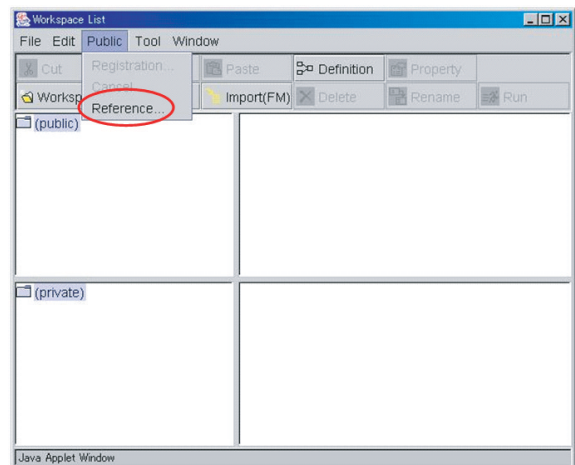 Workspace List
File Edit Public Tool Window
Cut Registration... Paste Definition Property
Cancel
Worksp Reference... Import(FM) Delete Rename Run
(public)
(private)
Java Applet Window